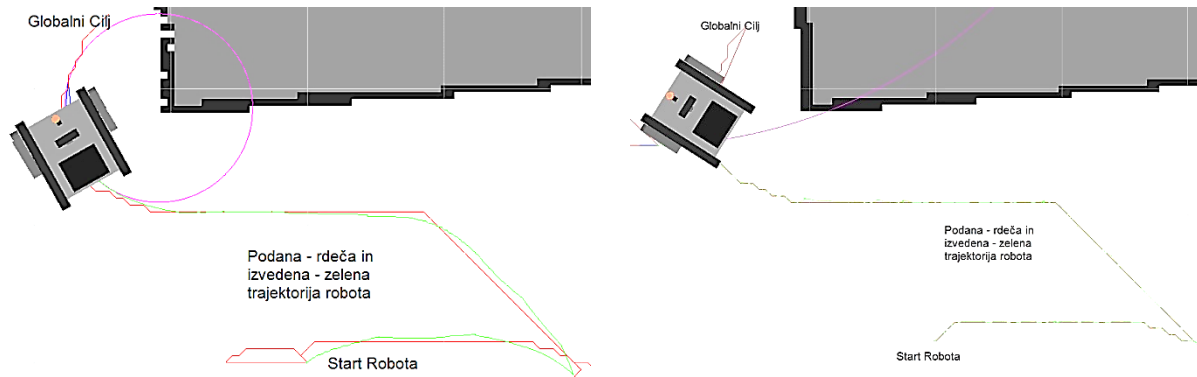 Globalni Cilj
Podana - rdeča in
izvedena - zelena
trajektorija robota
Start Robota
Globalni Cilj
Podana - rdeča in
izvedena - zelena
trajektorija robota
Start Robota